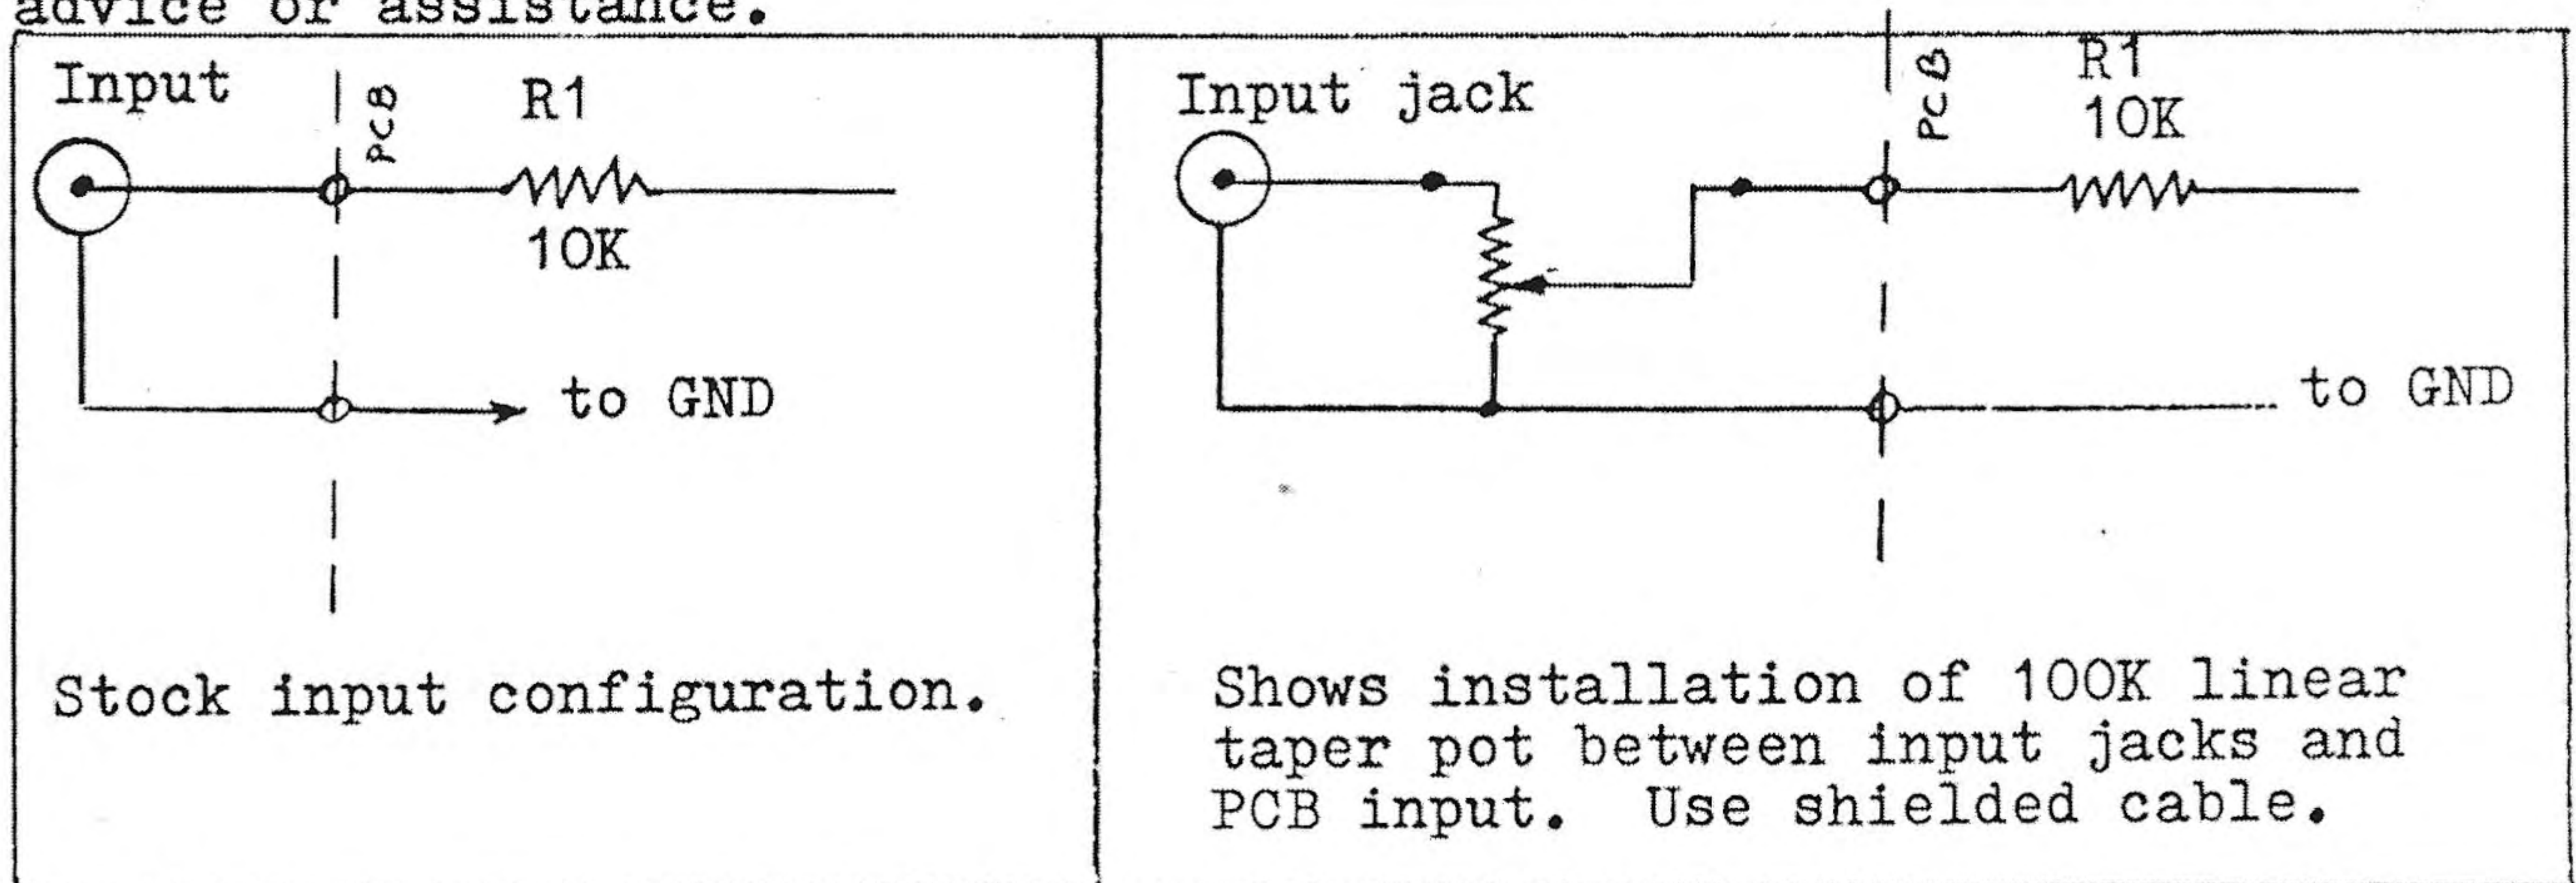 advice or assistance.
Input
PCB
R1
10K
to GND
Stock input configuration.
Input jack
PCB
R1
10K
to GND
Shows installation of 100K linear
taper pot between input jacks and
PCB input. Use shielded cable.